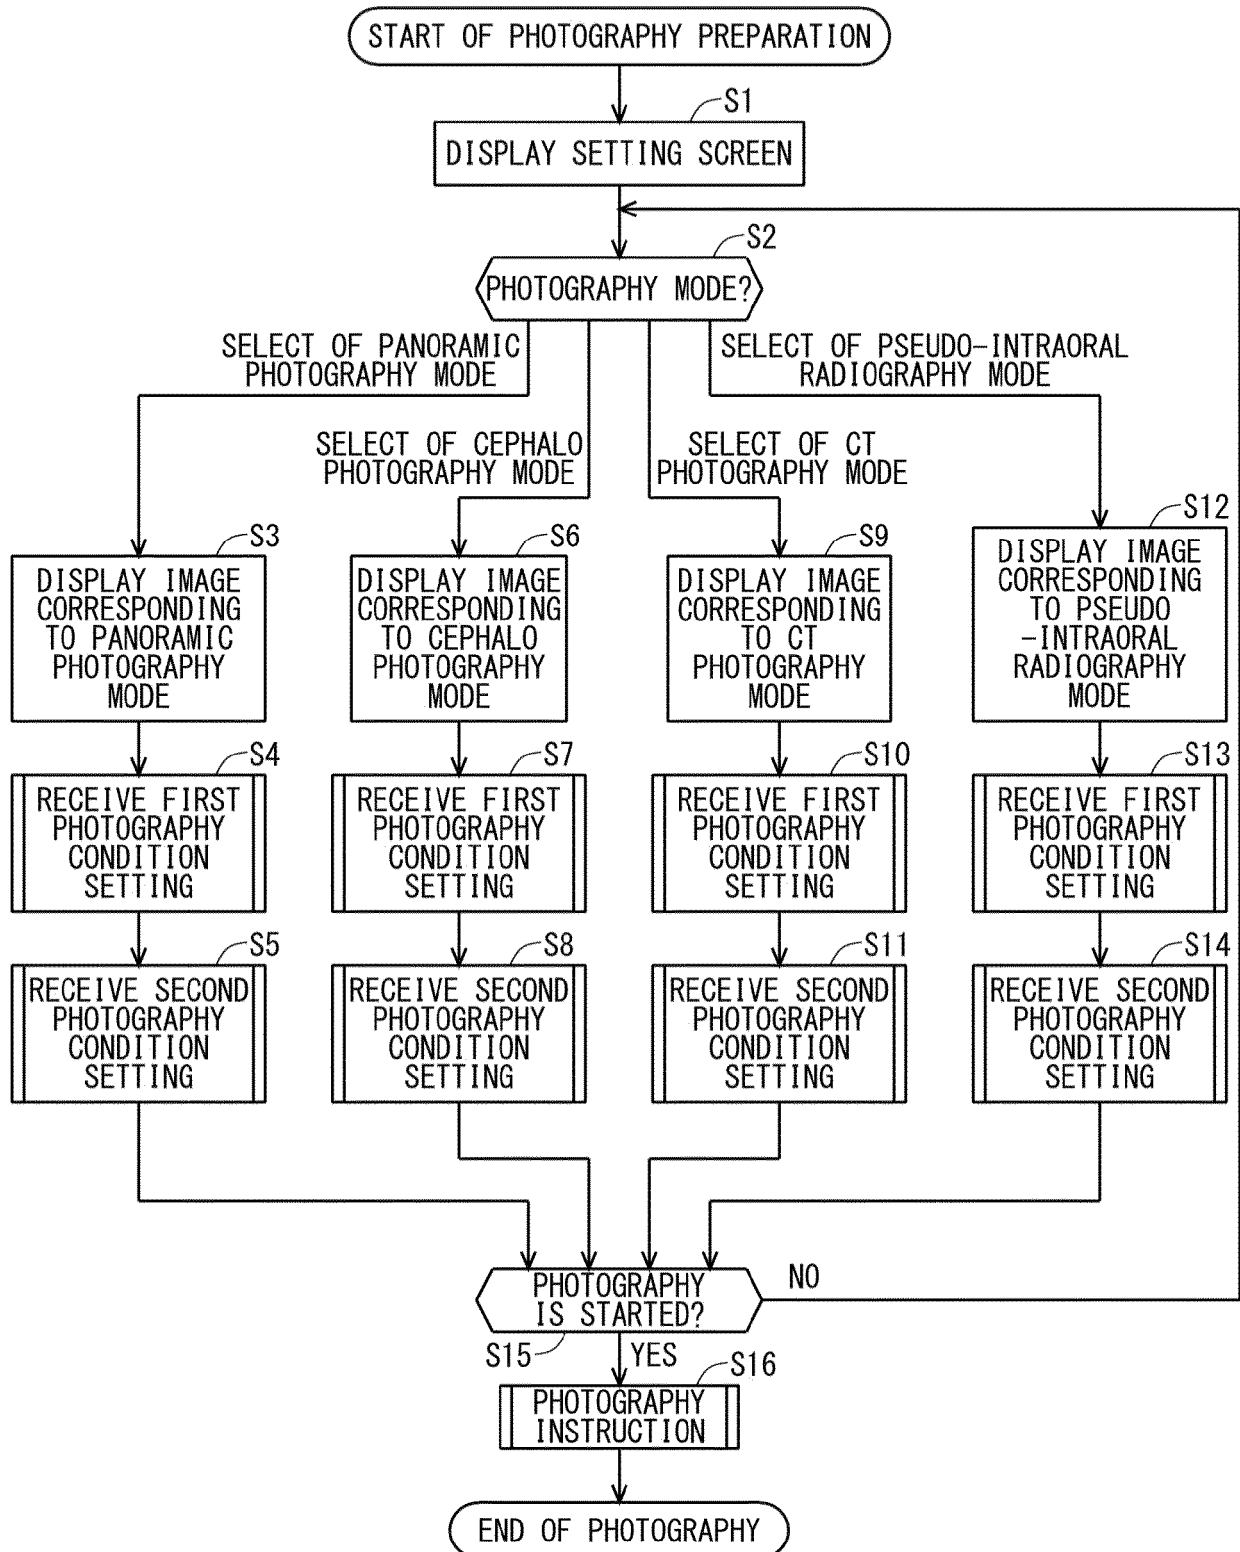 START OF PHOTOGRAPHY PREPARATION
S1
DISPLAY SETTING SCREEN
S2
PHOTOGRAPHY MODE?
SELECT OF PANORAMIC
PHOTOGRAPHY MODE
SELECT OF PSEUDO-INTRAORAL
RADIOGRAPHY MODE
SELECT OF CEPHALO
PHOTOGRAPHY MODE
SELECT OF CT
PHOTOGRAPHY MODE
S3
DISPLAY IMAGE
CORRESPONDING
TO PANORAMIC
PHOTOGRAPHY
MODE
S6
DISPLAY IMAGE
CORRESPONDING
TO CEPHALO
PHOTOGRAPHY
MODE
S9
DISPLAY IMAGE
CORRESPONDING
TO CT
PHOTOGRAPHY
MODE
S12
DISPLAY IMAGE
CORRESPONDING
TO PSEUDO
-INTRAORAL
RADIOGRAPHY
MODE
S4
RECEIVE FIRST
PHOTOGRAPHY
CONDITION
SETTING
S7
RECEIVE FIRST
PHOTOGRAPHY
CONDITION
SETTING
S10
RECEIVE FIRST
PHOTOGRAPHY
CONDITION
SETTING
S13
RECEIVE FIRST
PHOTOGRAPHY
CONDITION
SETTING
S5
RECEIVE SECOND
PHOTOGRAPHY
CONDITION
SETTING
S8
RECEIVE SECOND
PHOTOGRAPHY
CONDITION
SETTING
S11
RECEIVE SECOND
PHOTOGRAPHY
CONDITION
SETTING
S14
RECEIVE SECOND
PHOTOGRAPHY
CONDITION
SETTING
PHOTOGRAPHY
IS STARTED?
NO
S15
YES
S16
PHOTOGRAPHY
INSTRUCTION
END OF PHOTOGRAPHY